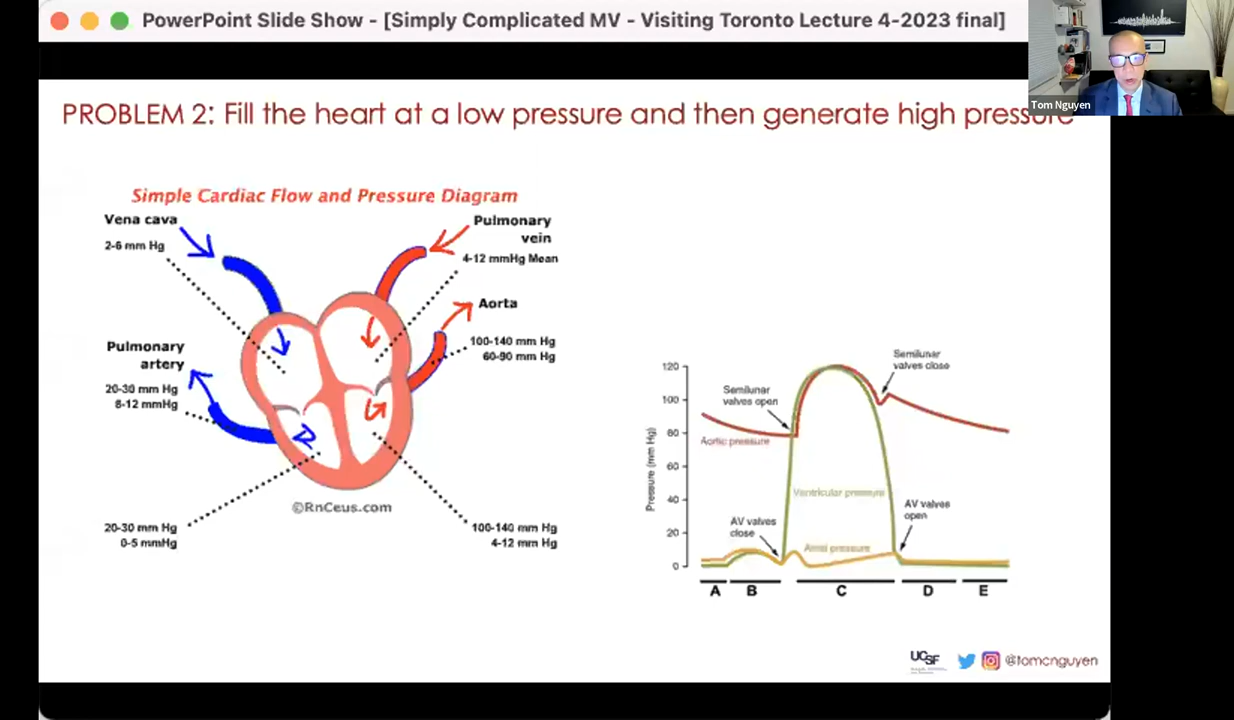 PowerPoint Slide Show - [Simply Complicated MV - Visiting Toronto Lecture 4-2023 final]
Tom Nguyen
PROBLEM 2: Fill the heart at a low pressure and then generate high pressure
Simple Cardiac Flow and Pressure Diagram
Vena cava
2-6 mm Hg
Pulmonary
vein
4-12 mmHg Mean
Aorta
100-140 mm Hg
60-90 mm Hg
Pulmonary
artery
20-30 mm Hg
8-12 mmHg
©RnCeus.com
20-30 mm Hg
0-5 mmHg
100-140 mm Hg
4-12 mm Hg
Semilunar
valves close
Semilunar
valves open
Pressure (mm Hg)
120
100
80
60
40
20
0
Aortic pressure
Ventricular pressure
AV valves
open
AV valves
close
Atrial pressure
A B C D E
UCSF
@tomcnguyen